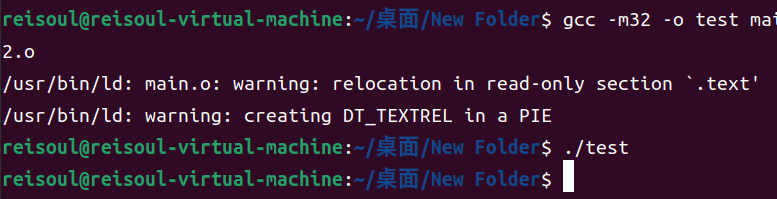 reisoul@reisoul-virtual-machine:~/桌面/New Folder$ gcc -m32 -o test mai
2.o
/usr/bin/ld: main.o: warning: relocation in read-only section `.text'
/usr/bin/ld: warning: creating DT_TEXTREL in a PIE
reisoul@reisoul-virtual-machine:~/桌面/New Folder$ ./test
reisoul@reisoul-virtual-machine:~/桌面/New Folder$